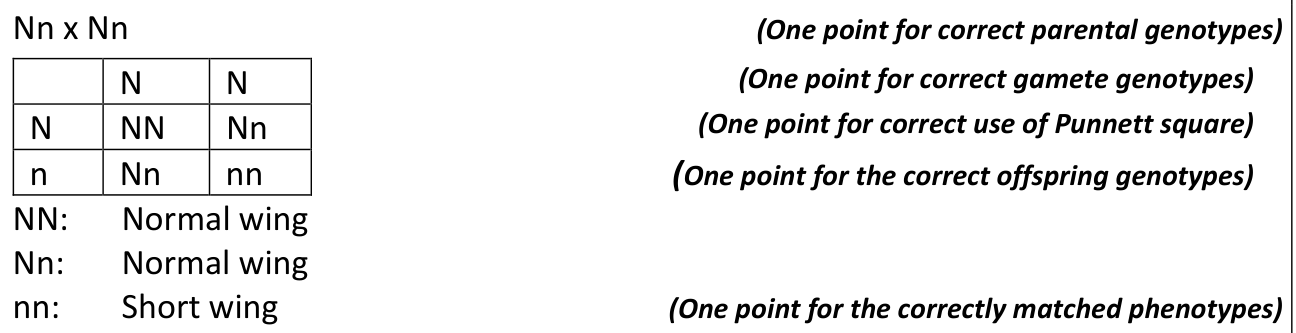 Nn x Nn (One point for correct parental genotypes)
N N (One point for correct gamete genotypes)
N NN Nn (One point for correct use of Punnett square)
n Nn nn (One point for the correct offspring genotypes)
NN: Normal wing
Nn: Normal wing
nn: Short wing (One point for the correctly matched phenotypes)